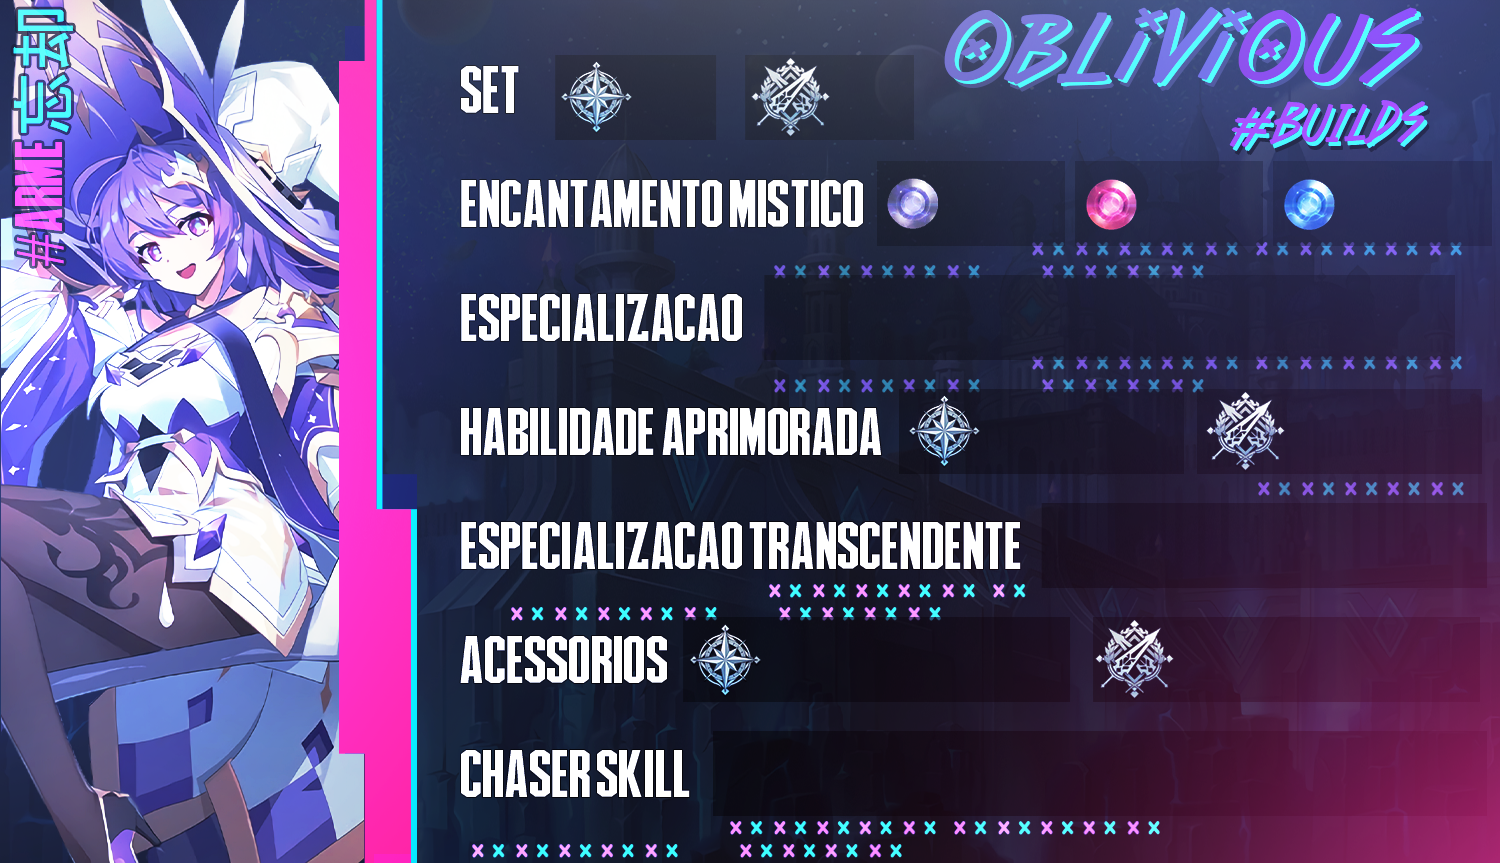 #ARME 忘却
OBLiViOUS
#BUILDS
SET
ENCANTAMENTO MISTICO
ESPECIALIZACAO
HABILIDADE APRIMORADA
ESPECIALIZACAO TRANSCENDENTE
ACESSORIOS
CHASER SKILL